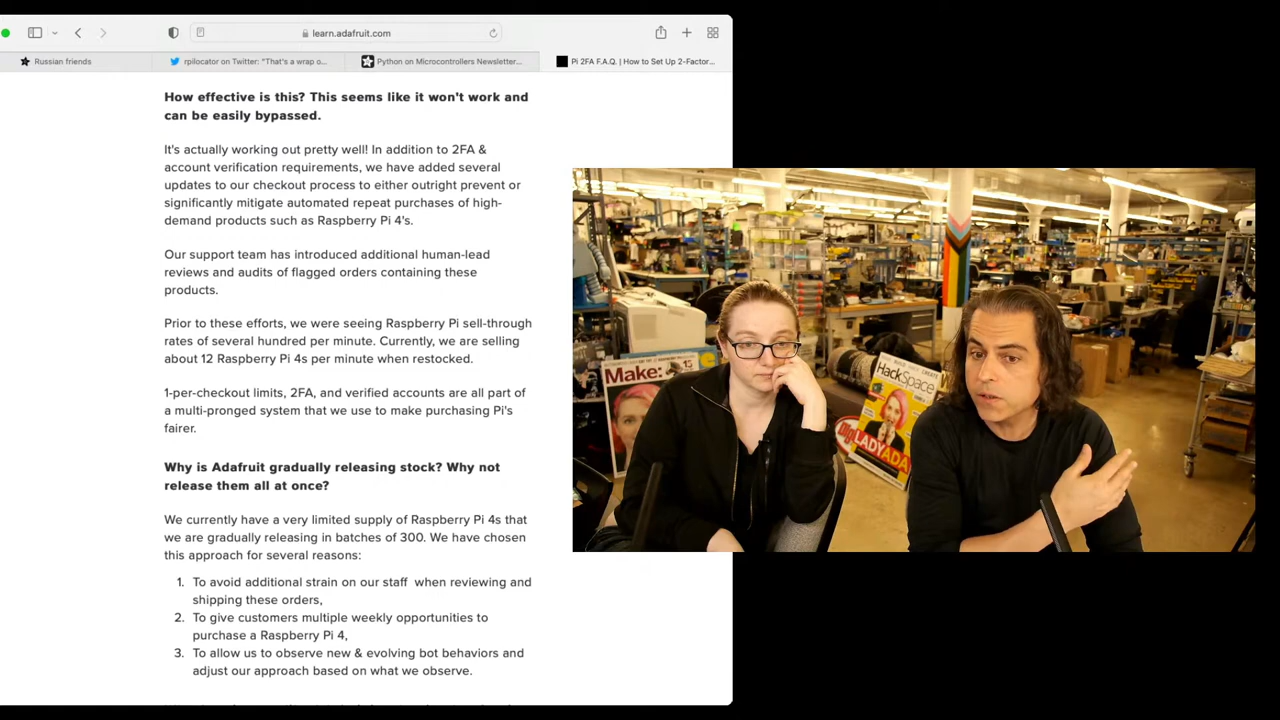 learn.adafruit.com
Russian friends
rpilocator on Twitter: "That's a wrap o...
Python on Microcontrollers Newsletter...
Pi 2FA F.A.Q. | How to Set Up 2-Factor...
How effective is this? This seems like it won't work and
can be easily bypassed.
It's actually working out pretty well! In addition to 2FA &
account verification requirements, we have added several
updates to our checkout process to either outright prevent or
significantly mitigate automated repeat purchases of high-
demand products such as Raspberry Pi 4's.
Our support team has introduced additional human-lead
reviews and audits of flagged orders containing these
products.
Prior to these efforts, we were seeing Raspberry Pi sell-through
rates of several hundred per minute. Currently, we are selling
about 12 Raspberry Pi 4s per minute when restocked.
1-per-checkout limits, 2FA, and verified accounts are all part of
a multi-pronged system that we use to make purchasing Pi's
fairer.
Why is Adafruit gradually releasing stock? Why not
release them all at once?
We currently have a very limited supply of Raspberry Pi 4s that
we are gradually releasing in batches of 300. We have chosen
this approach for several reasons:
1. To avoid additional strain on our staff when reviewing and
shipping these orders,
2. To give customers multiple weekly opportunities to
purchase a Raspberry Pi 4,
3. To allow us to observe new & evolving bot behaviors and
adjust our approach based on what we observe.
Make:
15
HackSpace
LADY ADA